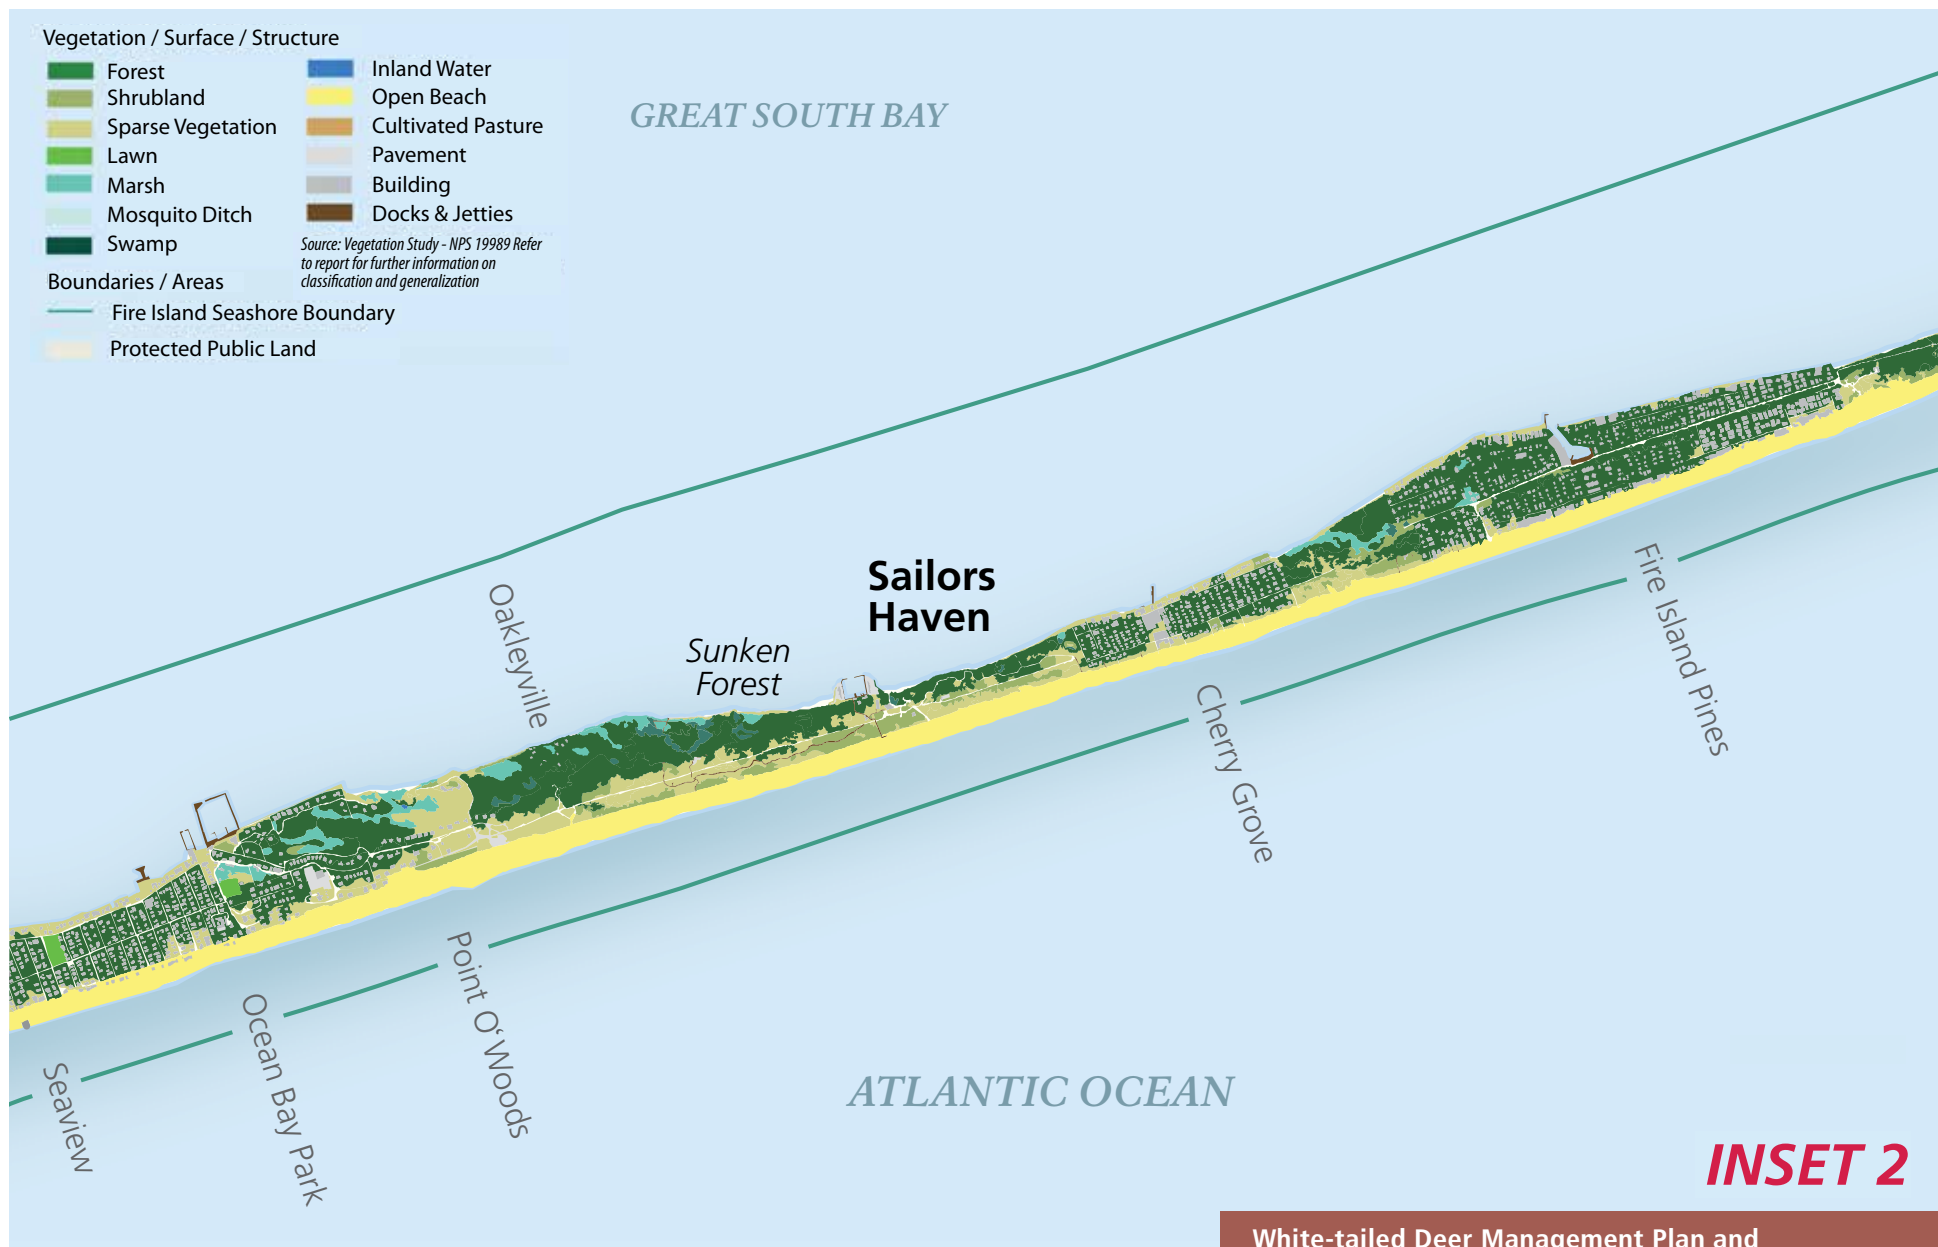 Vegetation / Surface / Structure
Forest
Shrubland
Sparse Vegetation
Lawn
Marsh
Mosquito Ditch
Swamp
Inland Water
Open Beach
Cultivated Pasture
Pavement
Building
Docks & Jetties
Source: Vegetation Study - NPS 19989 Refer
to report for further information on
classification and generalization
Boundaries / Areas
Fire Island Seashore Boundary
Protected Public Land
GREAT SOUTH BAY
Oakleyville
Sunken
Forest
Sailors
Haven
Fire Island Pines
Cherry Grove
Point O‘ Woods
Ocean Bay Park
Seaview
ATLANTIC OCEAN
INSET 2
White-tailed Deer Management Plan and